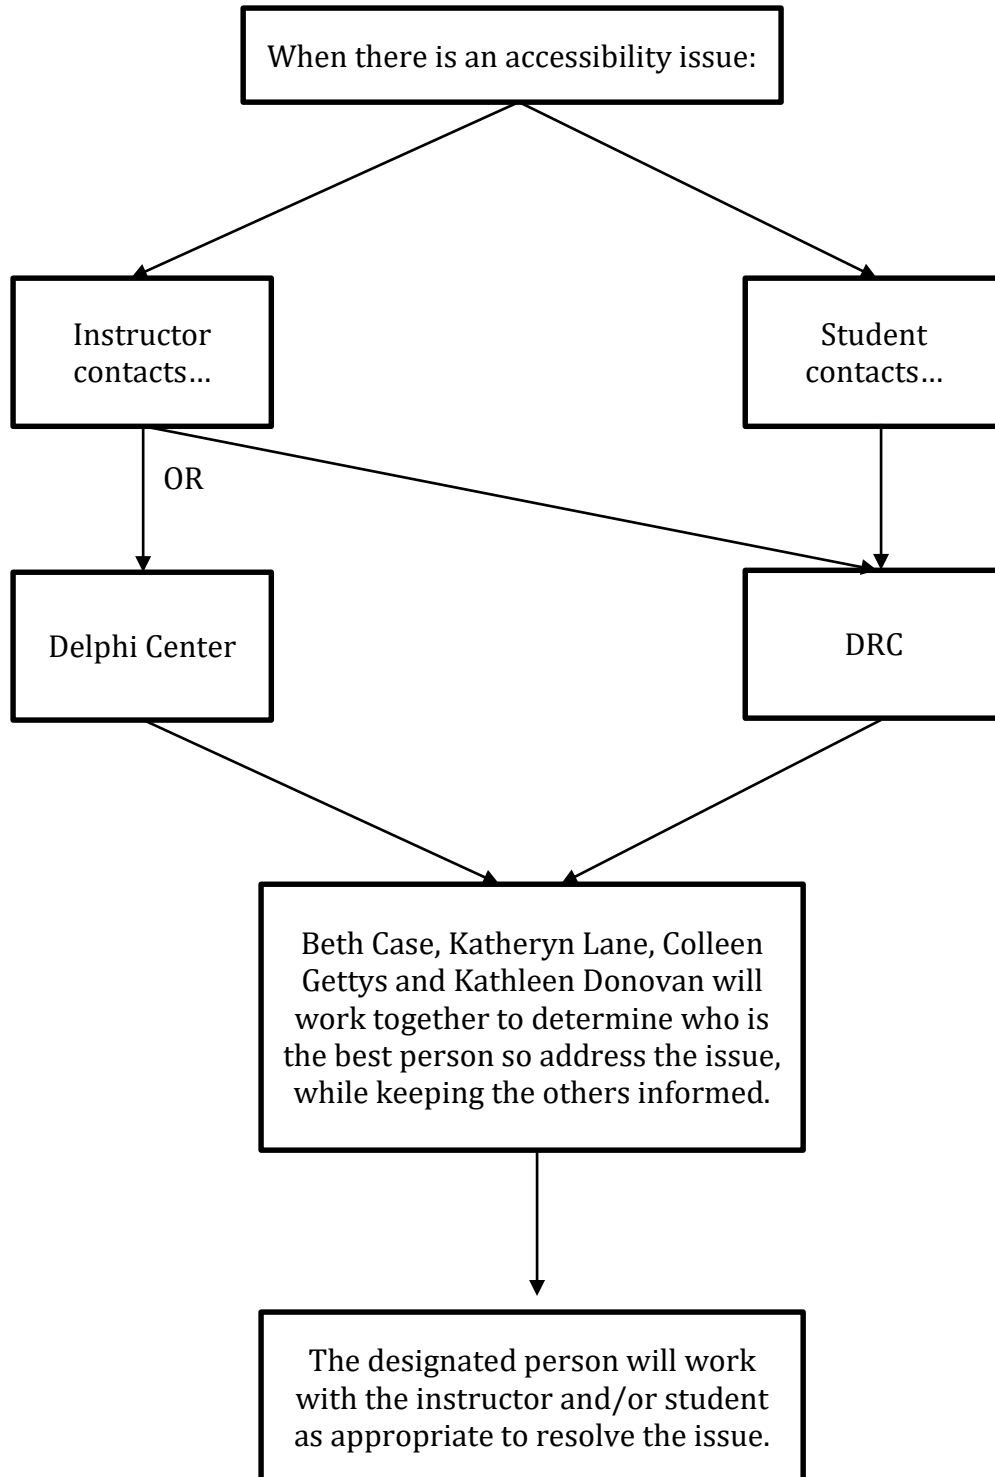 When there is an accessibility issue:
Instructor
contacts…
Student
contacts…
OR
Delphi Center
DRC
Beth Case, Katheryn Lane, Colleen
Gettys and Kathleen Donovan will
work together to determine who is
the best person so address the issue,
while keeping the others informed.
The designated person will work
with the instructor and/or student
as appropriate to resolve the issue.